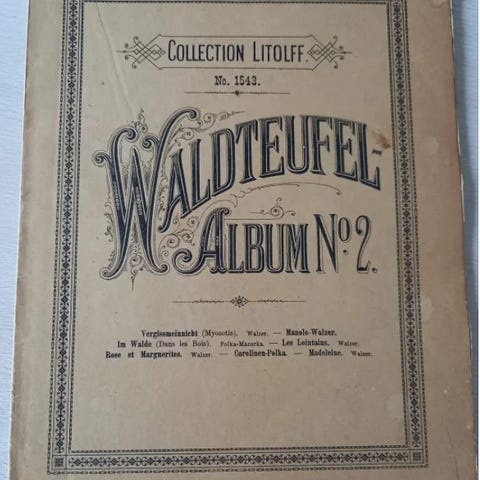 COLLECTION LITOLFF.
No. 1543.
WALDTEUFEL-
ALBUM No 2.
Vergissmeinnicht (Myosotis). Walzer. — Manolo-Walzer.
Im Walde (Dans les Bois). Polka-Mazurka. — Les Lointains. Walzer.
Rose et Marguerites. Walzer. — Carolinen-Polka. — Madeleine. Walzer.